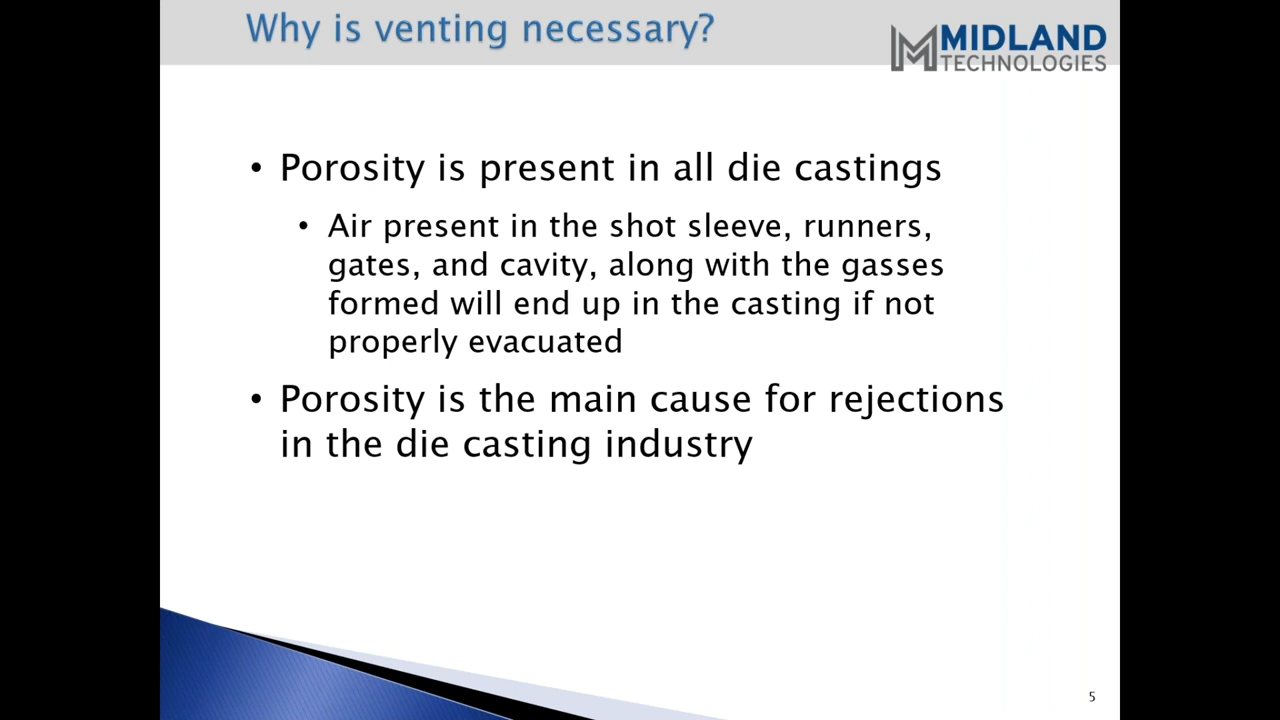 Why is venting necessary?
MIDLAND
TECHNOLOGIES
• Porosity is present in all die castings
• Air present in the shot sleeve, runners,
gates, and cavity, along with the gasses
formed will end up in the casting if not
properly evacuated
• Porosity is the main cause for rejections
in the die casting industry
5